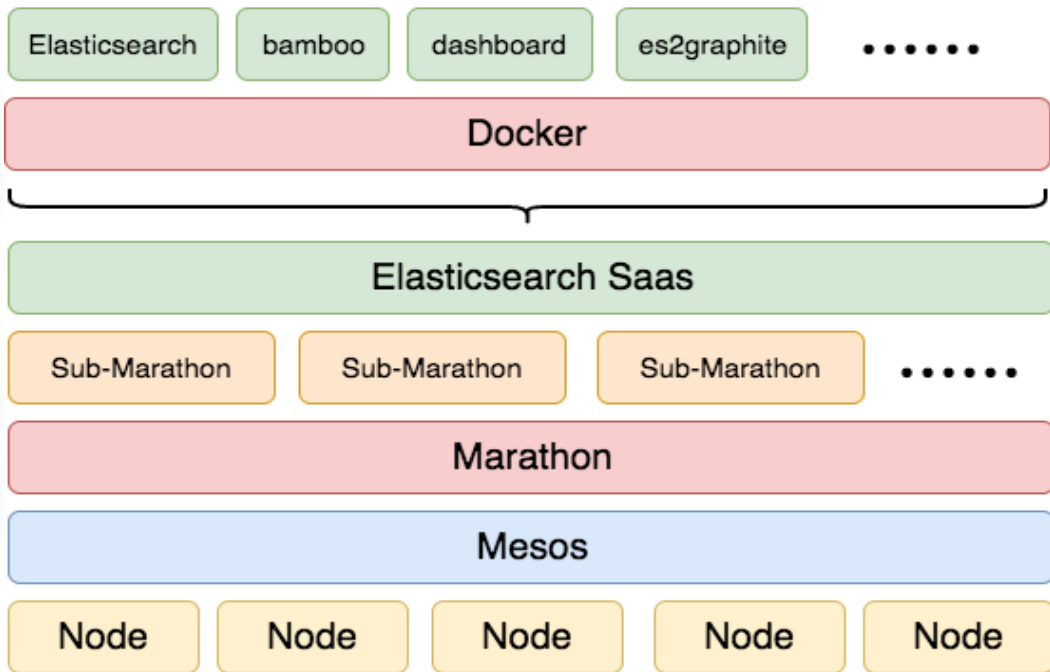 Elasticsearch bamboo dashboard es2graphite ••••••
Docker
Elasticsearch Saas
Sub-Marathon Sub-Marathon Sub-Marathon ••••••
Marathon
Mesos
Node Node Node Node Node